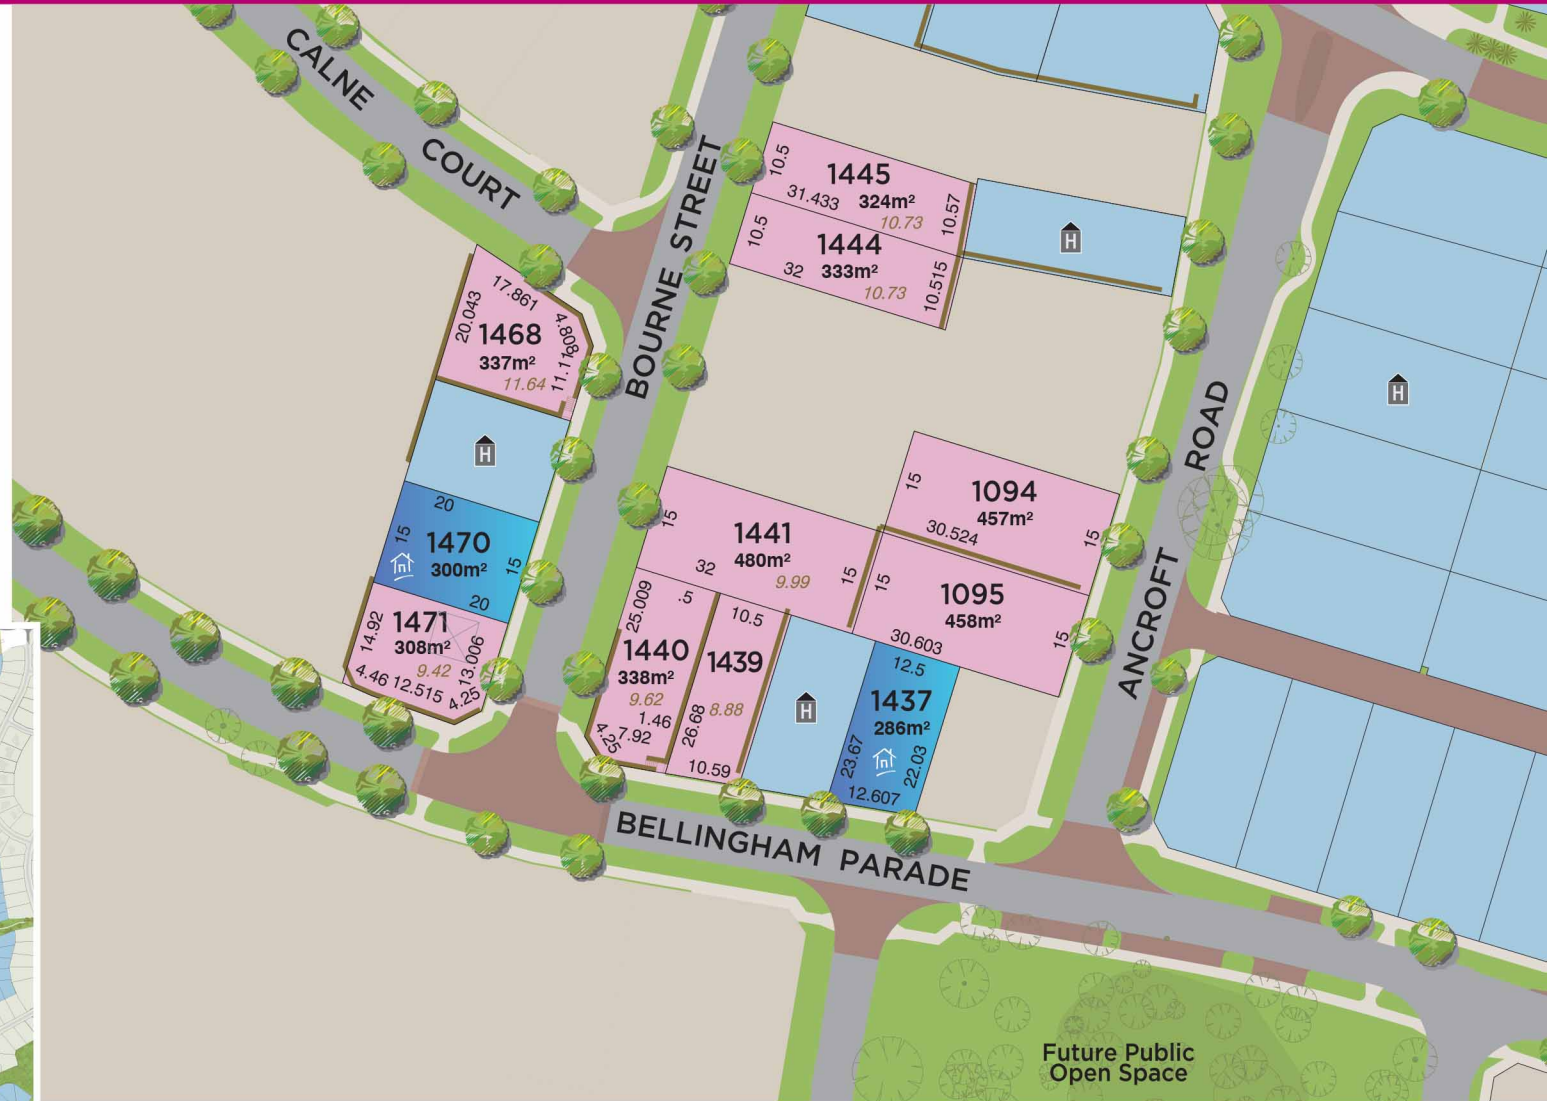 CALNE
COURT
BOURNE STREET
10.5
1445
31.433
324m²
10.73
10.57
10.5
1444
32
333m²
10.73
10.515
H
17.861
20.043
4.808
1468
337m²
11.118
11.64
H
H
ROAD
ANCROFT
20
15
1470
300m²
15
20
14.92
1471
308m²
13.006
9.42
4.46
12.515
4.25
15
1441
480m²
32
9.99
15
15
1094
457m²
30.524
15
15
1095
458m²
30.603
15
25.009
.5
1440
338m²
9.62
1.46
7.92
4.25
10.5
1439
26.68
8.88
10.59
H
12.5
1437
286m²
23.67
22.03
12.607
BELLINGHAM PARADE
Future Public
Open Space